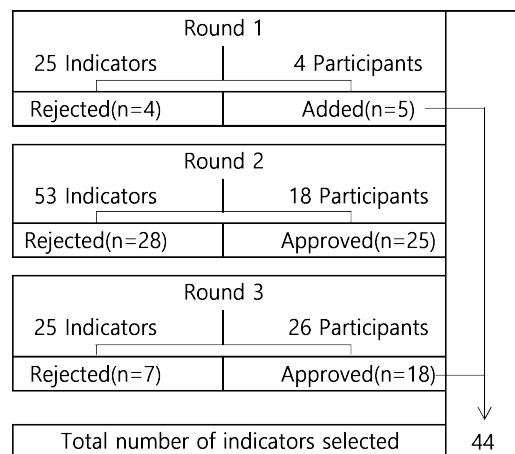 Round 1
25 Indicators 4 Participants
Rejected(n=4) Added(n=5)
Round 2
53 Indicators 18 Participants
Rejected(n=28) Approved(n=25)
Round 3
25 Indicators 26 Participants
Rejected(n=7) Approved(n=18)
Total number of indicators selected 44